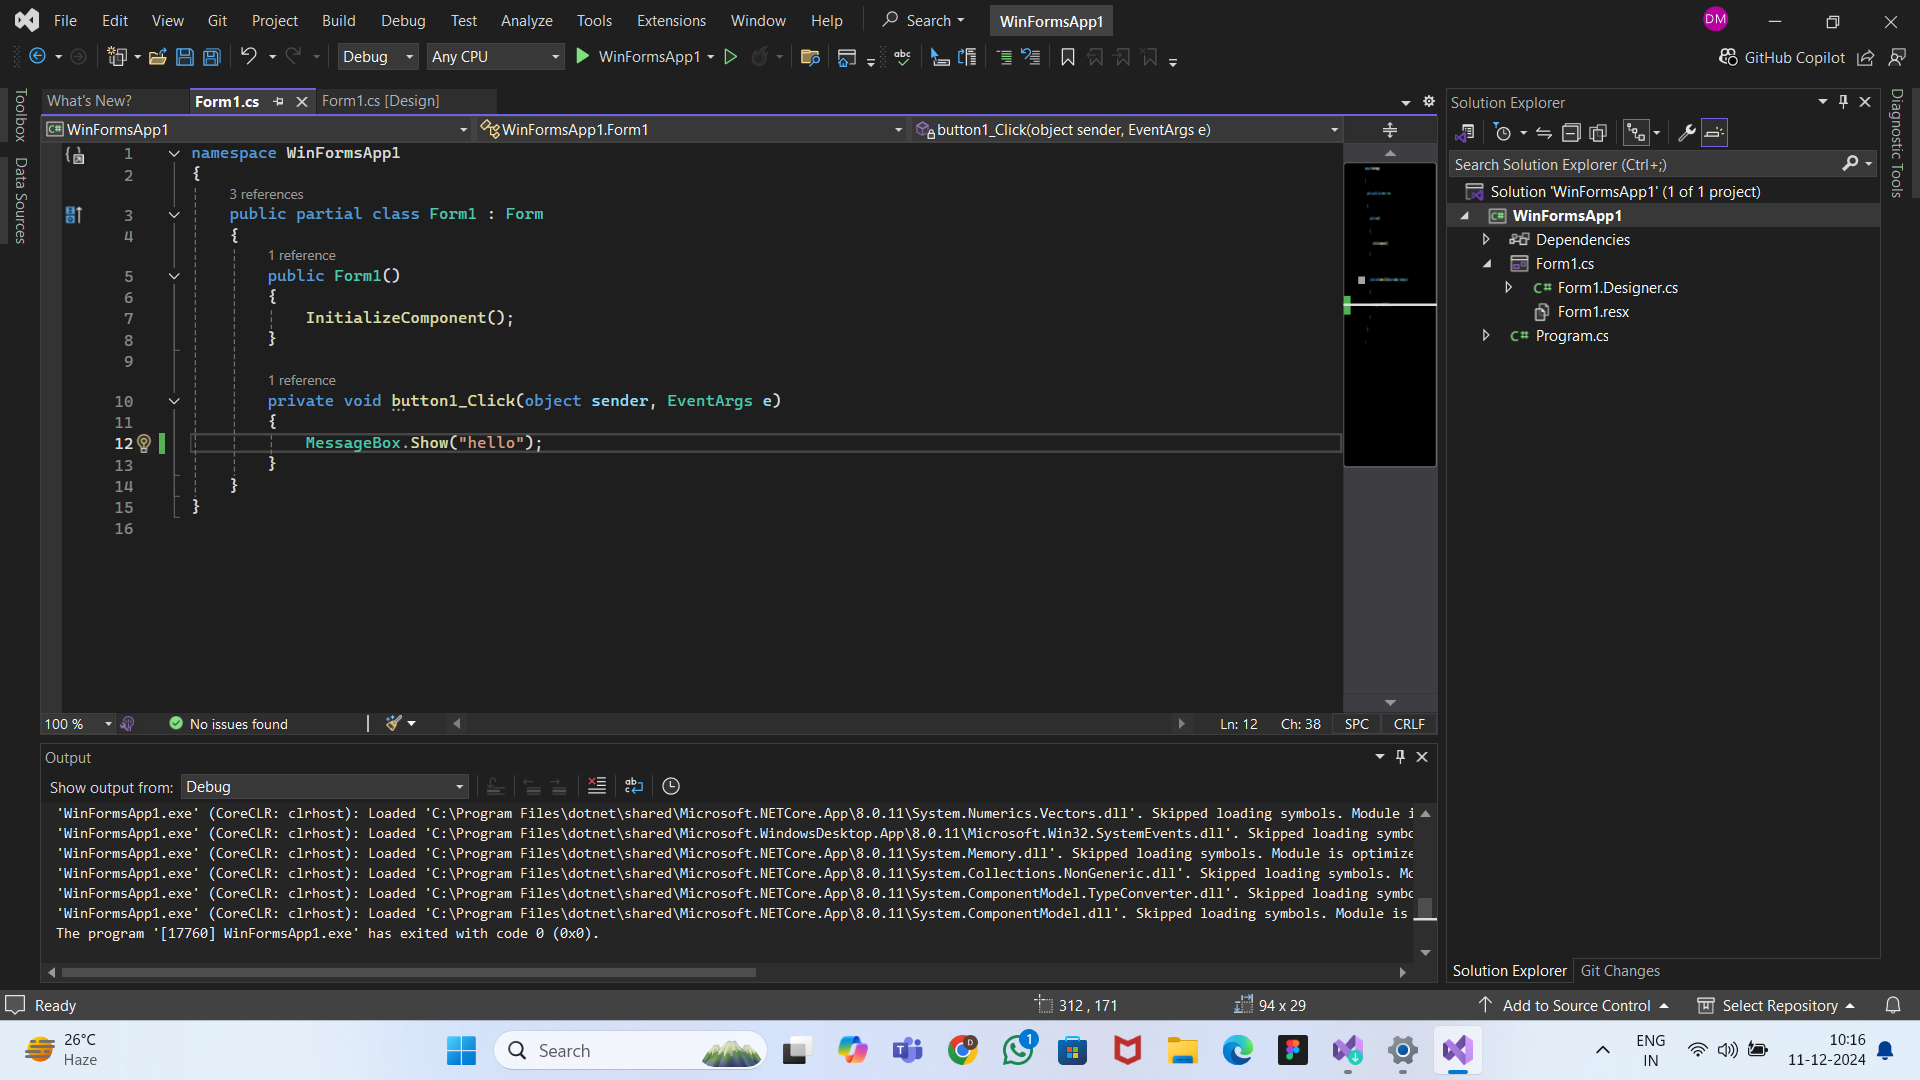 File Edit View Git Project Build Debug Test Analyze Tools Extensions Window Help Search WinFormsApp1 DM
Debug Any CPU WinFormsApp1 GitHub Copilot
Toolbox
Data Sources
What's New? Form1.cs Form1.cs [Design]
WinFormsApp1 WinFormsApp1.Form1 button1_Click(object sender, EventArgs e)
1 namespace WinFormsApp1
2 {
3 references
3 public partial class Form1 : Form
4 {
1 reference
5 public Form1()
6 {
7 InitializeComponent();
8 }
9
1 reference
10 private void button1_Click(object sender, EventArgs e)
11 {
12 MessageBox.Show("hello");
13 }
14 }
15 }
16
100 % No issues found Ln: 12 Ch: 38 SPC CRLF
Output
Show output from: Debug
'WinFormsApp1.exe' (CoreCLR: clrhost): Loaded 'C:\Program Files\dotnet\shared\Microsoft.NETCore.App\8.0.11\System.Numerics.Vectors.dll'. Skipped loading symbols. Module i
'WinFormsApp1.exe' (CoreCLR: clrhost): Loaded 'C:\Program Files\dotnet\shared\Microsoft.WindowsDesktop.App\8.0.11\Microsoft.Win32.SystemEvents.dll'. Skipped loading symbo
'WinFormsApp1.exe' (CoreCLR: clrhost): Loaded 'C:\Program Files\dotnet\shared\Microsoft.NETCore.App\8.0.11\System.Memory.dll'. Skipped loading symbols. Module is optimize
'WinFormsApp1.exe' (CoreCLR: clrhost): Loaded 'C:\Program Files\dotnet\shared\Microsoft.NETCore.App\8.0.11\System.Collections.NonGeneric.dll'. Skipped loading symbols. Mo
'WinFormsApp1.exe' (CoreCLR: clrhost): Loaded 'C:\Program Files\dotnet\shared\Microsoft.NETCore.App\8.0.11\System.ComponentModel.TypeConverter.dll'. Skipped loading symbo
'WinFormsApp1.exe' (CoreCLR: clrhost): Loaded 'C:\Program Files\dotnet\shared\Microsoft.NETCore.App\8.0.11\System.ComponentModel.dll'. Skipped loading symbols. Module is
The program '[17760] WinFormsApp1.exe' has exited with code 0 (0x0).
Solution Explorer
Search Solution Explorer (Ctrl+;)
Solution 'WinFormsApp1' (1 of 1 project)
WinFormsApp1
Dependencies
Form1.cs
C# Form1.Designer.cs
Form1.resx
C# Program.cs
Solution Explorer Git Changes
Diagnostic Tools
Ready 312 , 171 94 x 29 Add to Source Control Select Repository
26°C
Haze
Search
1
ENG
IN
10:16
11-12-2024